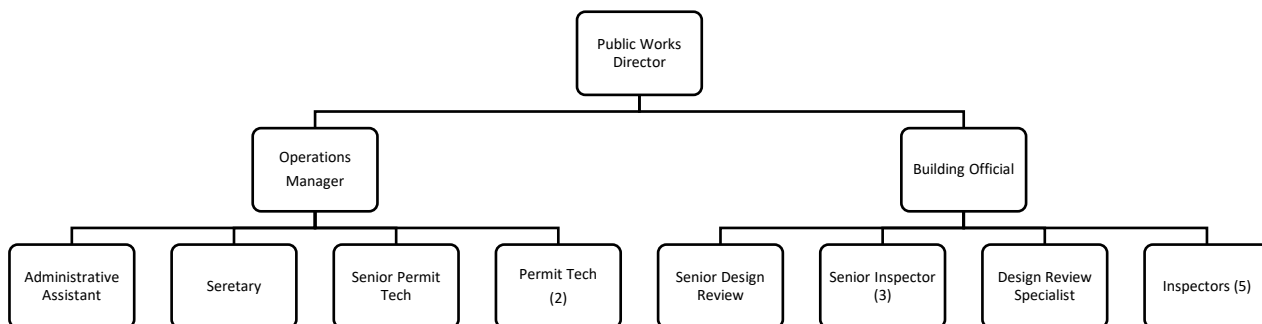 Public Works
Director
Operations
Manager
Building Official
Administrative
Assistant
Seretary
Senior Permit
Tech
Permit Tech
(2)
Senior Design
Review
Senior Inspector
(3)
Design Review
Specialist
Inspectors (5)